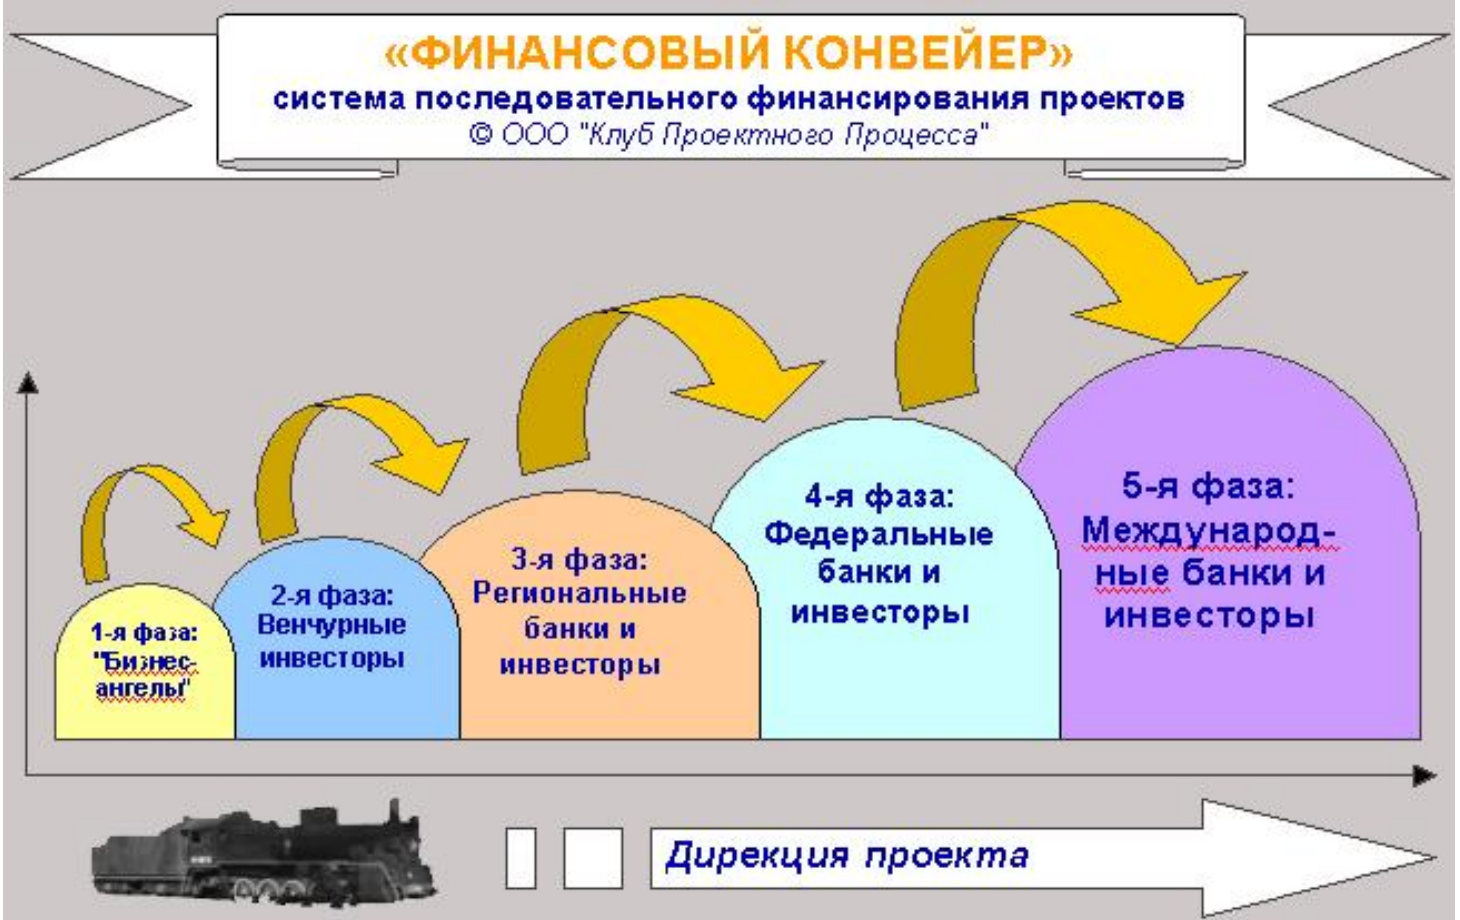 «ФИНАНСОВЫЙ КОНВЕЙЕР»
система последовательного финансирования проектов
© ООО "Клуб Проектного Процесса"
1-я фаза:
"Бизнес-
ангелы"
2-я фаза:
Венчурные
инвесторы
3-я фаза:
Региональные
банки и
инвесторы
4-я фаза:
Федеральные
банки и
инвесторы
5-я фаза:
Международ-
ные банки и
инвесторы
Дирекция проекта